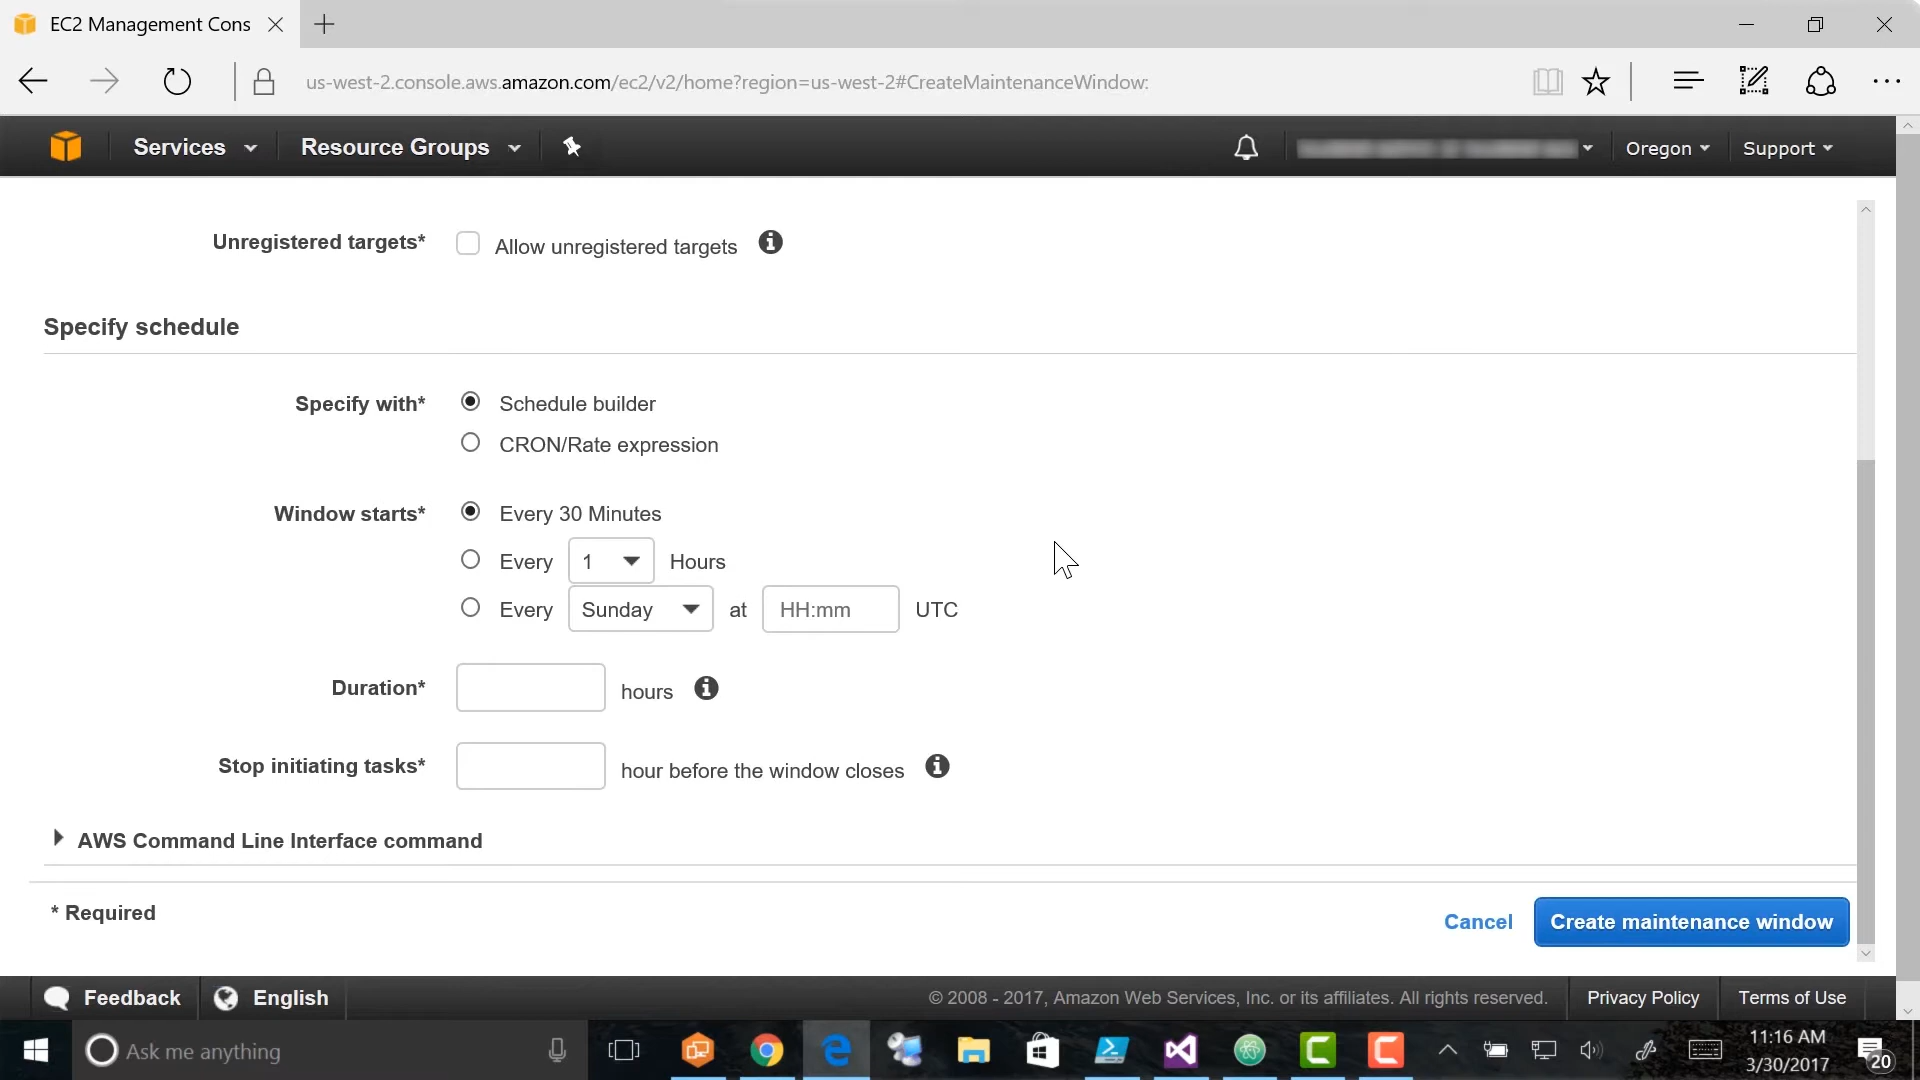 EC2 Management Cons
us-west-2.console.aws.amazon.com/ec2/v2/home?region=us-west-2#CreateMaintenanceWindow:
Services Resource Groups Oregon Support
Unregistered targets* Allow unregistered targets
Specify schedule
Specify with* Schedule builder
CRON/Rate expression
Window starts* Every 30 Minutes
Every 1 Hours
Every Sunday at HH:mm UTC
Duration* hours
Stop initiating tasks* hour before the window closes
AWS Command Line Interface command
* Required
Cancel Create maintenance window
Feedback English © 2008 - 2017, Amazon Web Services, Inc. or its affiliates. All rights reserved. Privacy Policy Terms of Use
Ask me anything
11:16 AM
3/30/2017
20